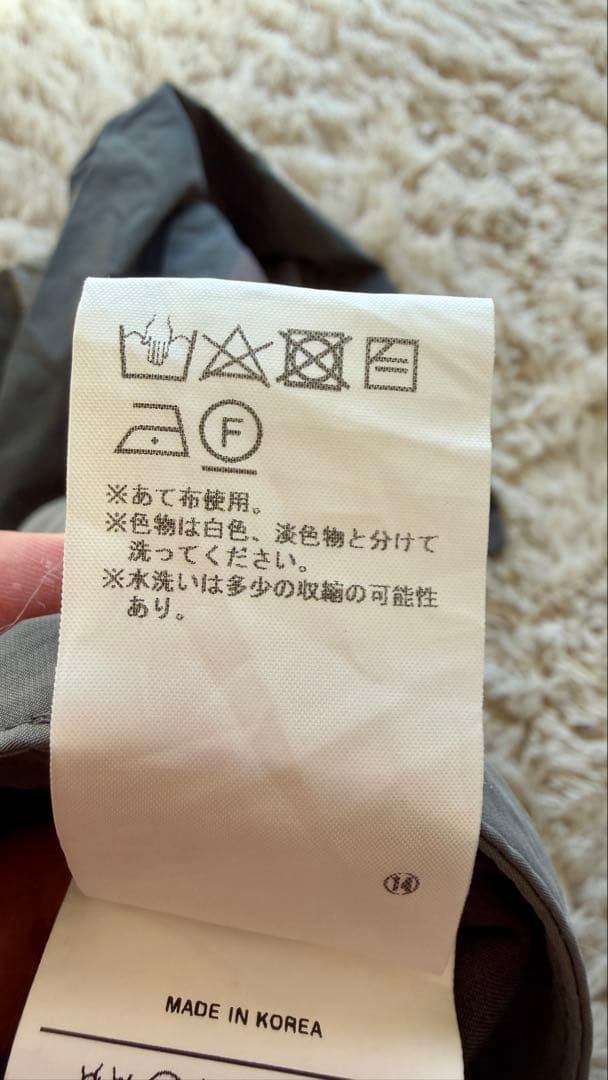 F
※あて布使用。
※色物は白色、淡色物と分けて
洗ってください。
※水洗いは多少の収縮の可能性
あり。
⑭
MADE IN KOREA